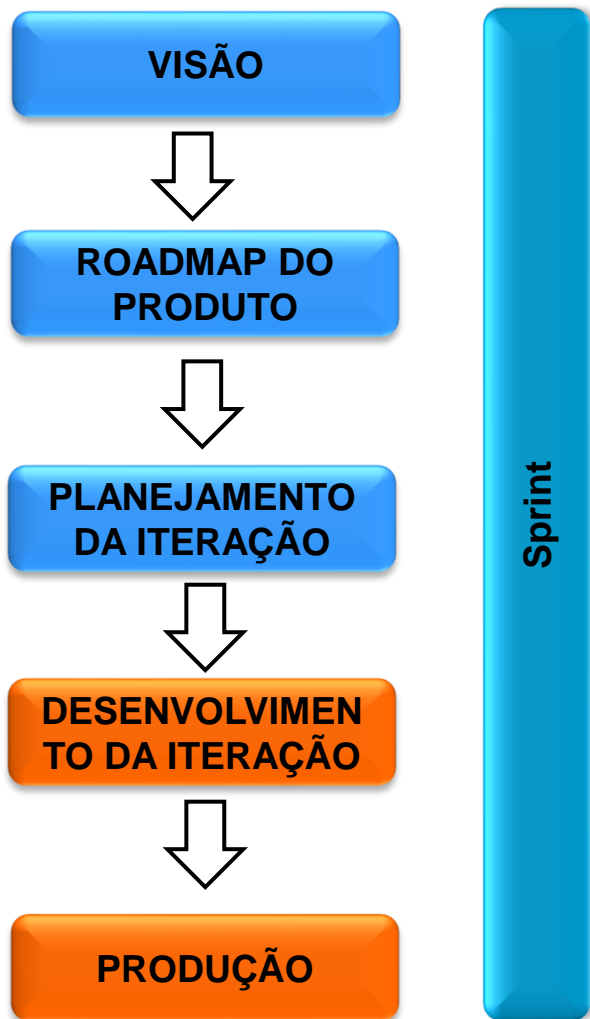 VISÃO
ROADMAP DO
PRODUTO
PLANEJAMENTO
DA ITERAÇÃO
DESENVOLVIMEN
TO DA ITERAÇÃO
PRODUÇÃO
Sprint